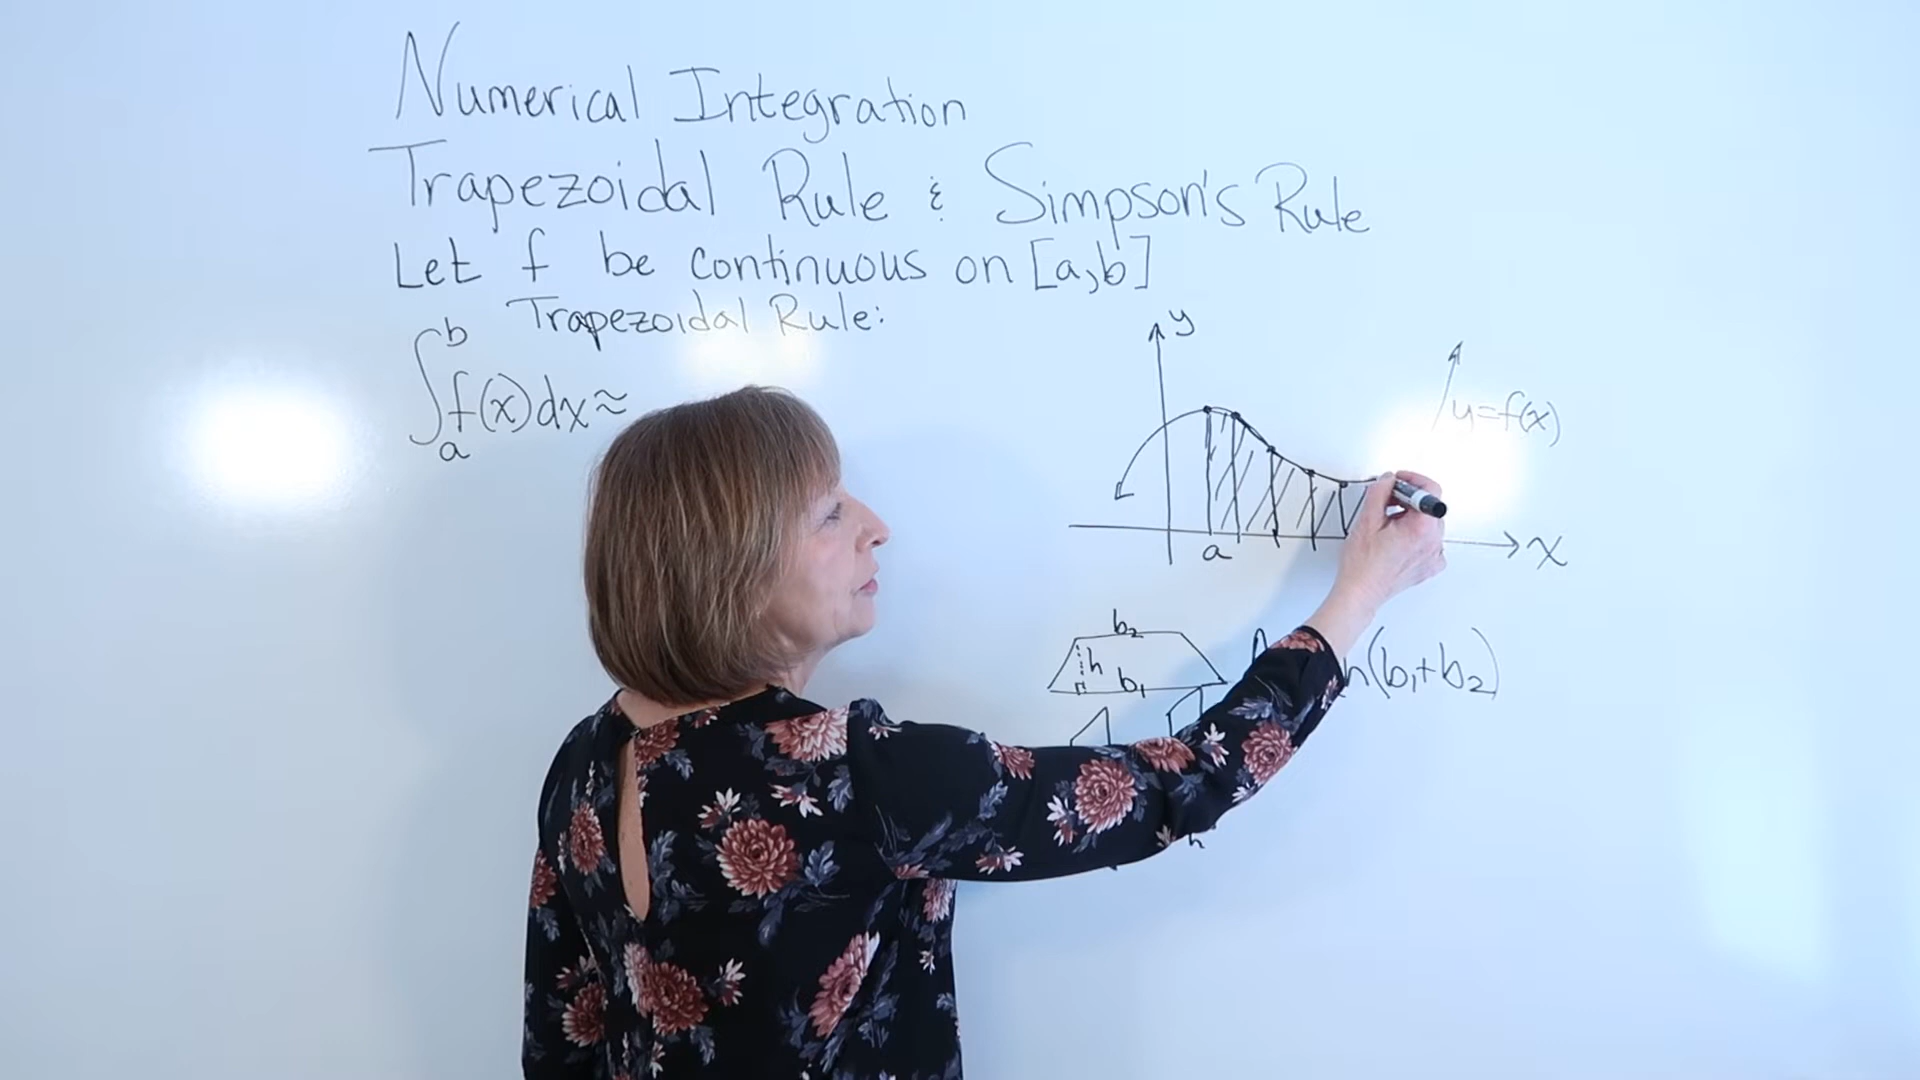 Numerical Integration
Trapezoidal Rule & Simpson's Rule
Let f be continuous on [a,b]
Trapezoidal Rule:
∫ₐᵇ f(x)dx ≈
y
y=f(x)
a
x
b₂
h
b₁
h(b₁+b₂)
h